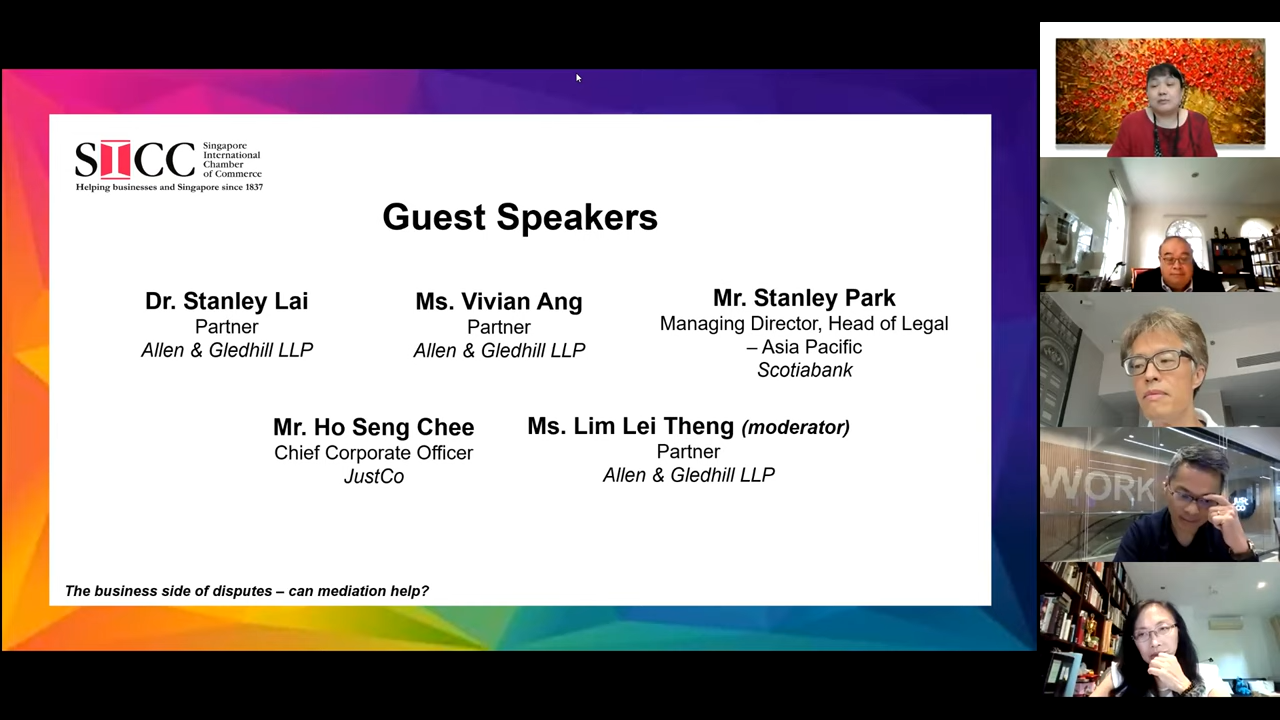 SICC
Singapore
International
Chamber
of Commerce
Helping businesses and Singapore since 1837
Guest Speakers
Dr. Stanley Lai
Partner
Allen & Gledhill LLP
Ms. Vivian Ang
Partner
Allen & Gledhill LLP
Mr. Stanley Park
Managing Director, Head of Legal
– Asia Pacific
Scotiabank
Mr. Ho Seng Chee
Chief Corporate Officer
JustCo
Ms. Lim Lei Theng (moderator)
Partner
Allen & Gledhill LLP
The business side of disputes – can mediation help?
WORK
JUST
CO